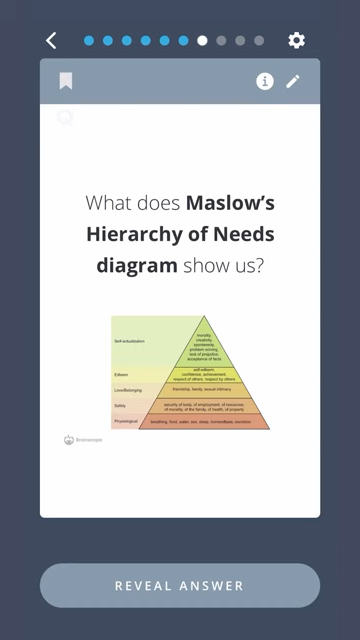 What does Maslow's
Hierarchy of Needs
diagram show us?
Self-actualization
morality,
creativity,
spontaneity,
problem solving,
lack of prejudice,
acceptance of facts
Esteem
self-esteem,
confidence, achievement,
respect of others, respect by others
Love/Belonging
friendship, family, sexual intimacy
Safety
security of body, of employment, of resources,
of morality, of the family, of health, of property
Physiological
breathing, food, water, sex, sleep, homeostasis, excretion
Brainscape
REVEAL ANSWER